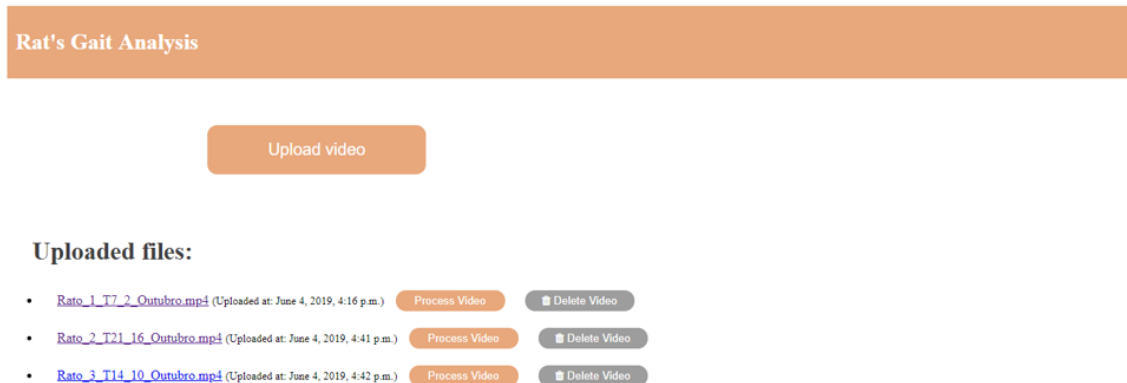 Rat's Gait Analysis
Upload video
Uploaded files:
Rato_1_T7_2_Outubro.mp4 (Uploaded at: June 4, 2019, 4:16 p.m.) Process Video Delete Video
Rato_2_T21_16_Outubro.mp4 (Uploaded at: June 4, 2019, 4:41 p.m.) Process Video Delete Video
Rato_3_T14_10_Outubro.mp4 (Uploaded at: June 4, 2019, 4:42 p.m.) Process Video Delete Video